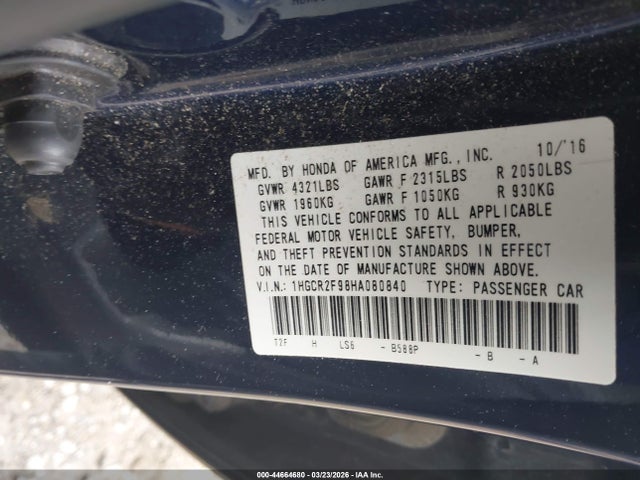 MFD. BY HONDA OF AMERICA MFG., INC. 10/'16
GVWR 4321LBS GAWR F 2315LBS R 2050LBS
GVWR 1960KG GAWR F 1050KG R 930KG
THIS VEHICLE CONFORMS TO ALL APPLICABLE
FEDERAL MOTOR VEHICLE SAFETY, BUMPER,
AND THEFT PREVENTION STANDARDS IN EFFECT
ON THE DATE OF MANUFACTURE SHOWN ABOVE.
V.I.N.: 1HGCR2F98HA080840 TYPE: PASSENGER CAR
T2F H LS6 - B588P - B - A
000-44664680 - 03/23/2026 - IAA Inc.